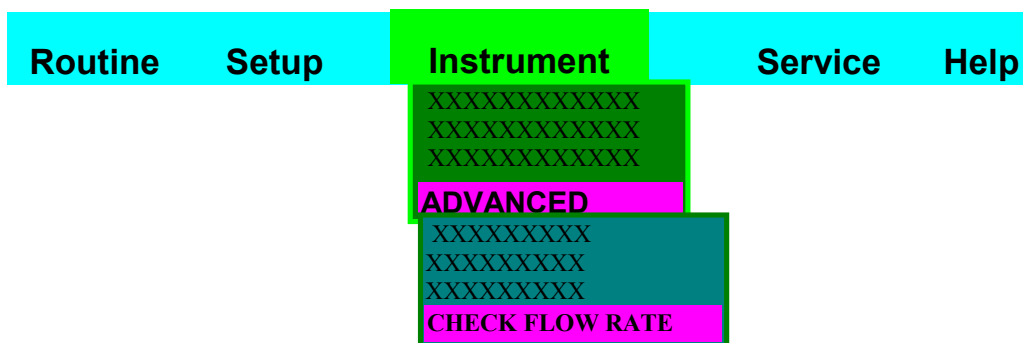 Routine Setup Instrument Service Help
XXXXXXXXXXXX
XXXXXXXXXXXX
XXXXXXXXXXXX
ADVANCED
XXXXXXXXX
XXXXXXXXX
XXXXXXXXX
CHECK FLOW RATE